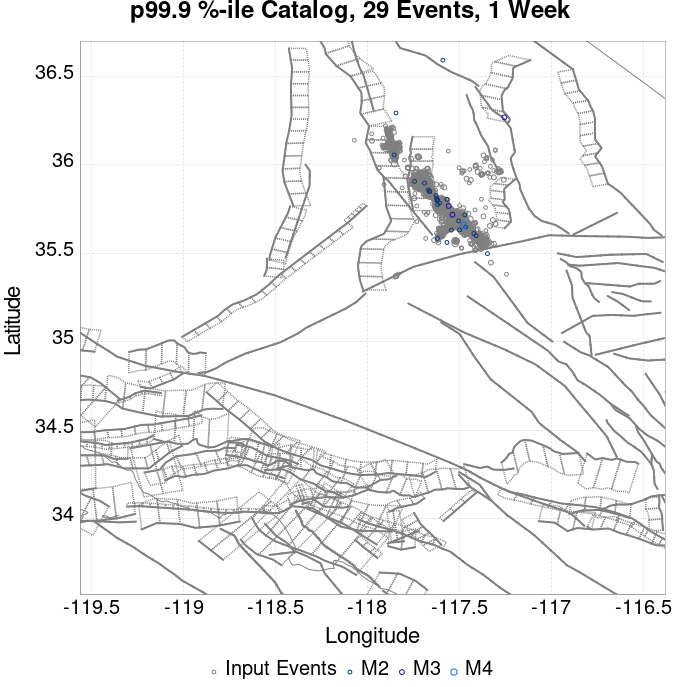 p99.9 %-ile Catalog, 29 Events, 1 Week
36.5
36
35.5
35
34.5
34
Latitude
-119.5 -119 -118.5 -118 -117.5 -117 -116.5
Longitude
Input Events M2 M3 M4